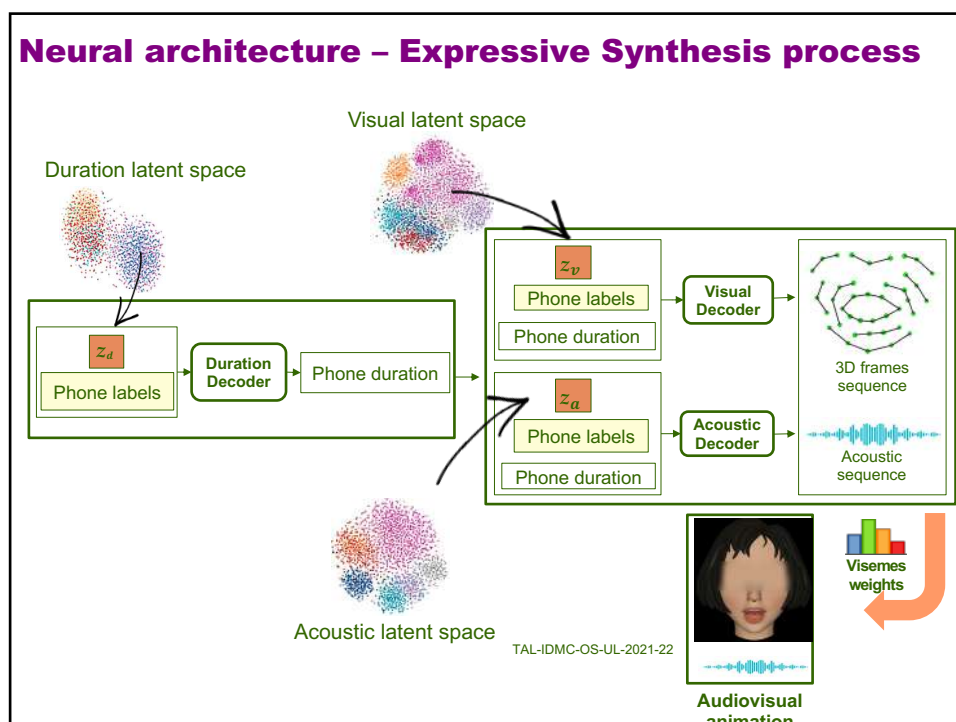 Neural architecture – Expressive Synthesis process
Visual latent space
Duration latent space
z_v
Phone labels
Phone duration
Visual
Decoder
3D frames
sequence
z_d
Phone labels
Duration
Decoder
Phone duration
z_a
Phone labels
Phone duration
Acoustic
Decoder
Acoustic
sequence
Acoustic latent space
Visemes
weights
TAL-IDMC-OS-UL-2021-22
Audiovisual
animation